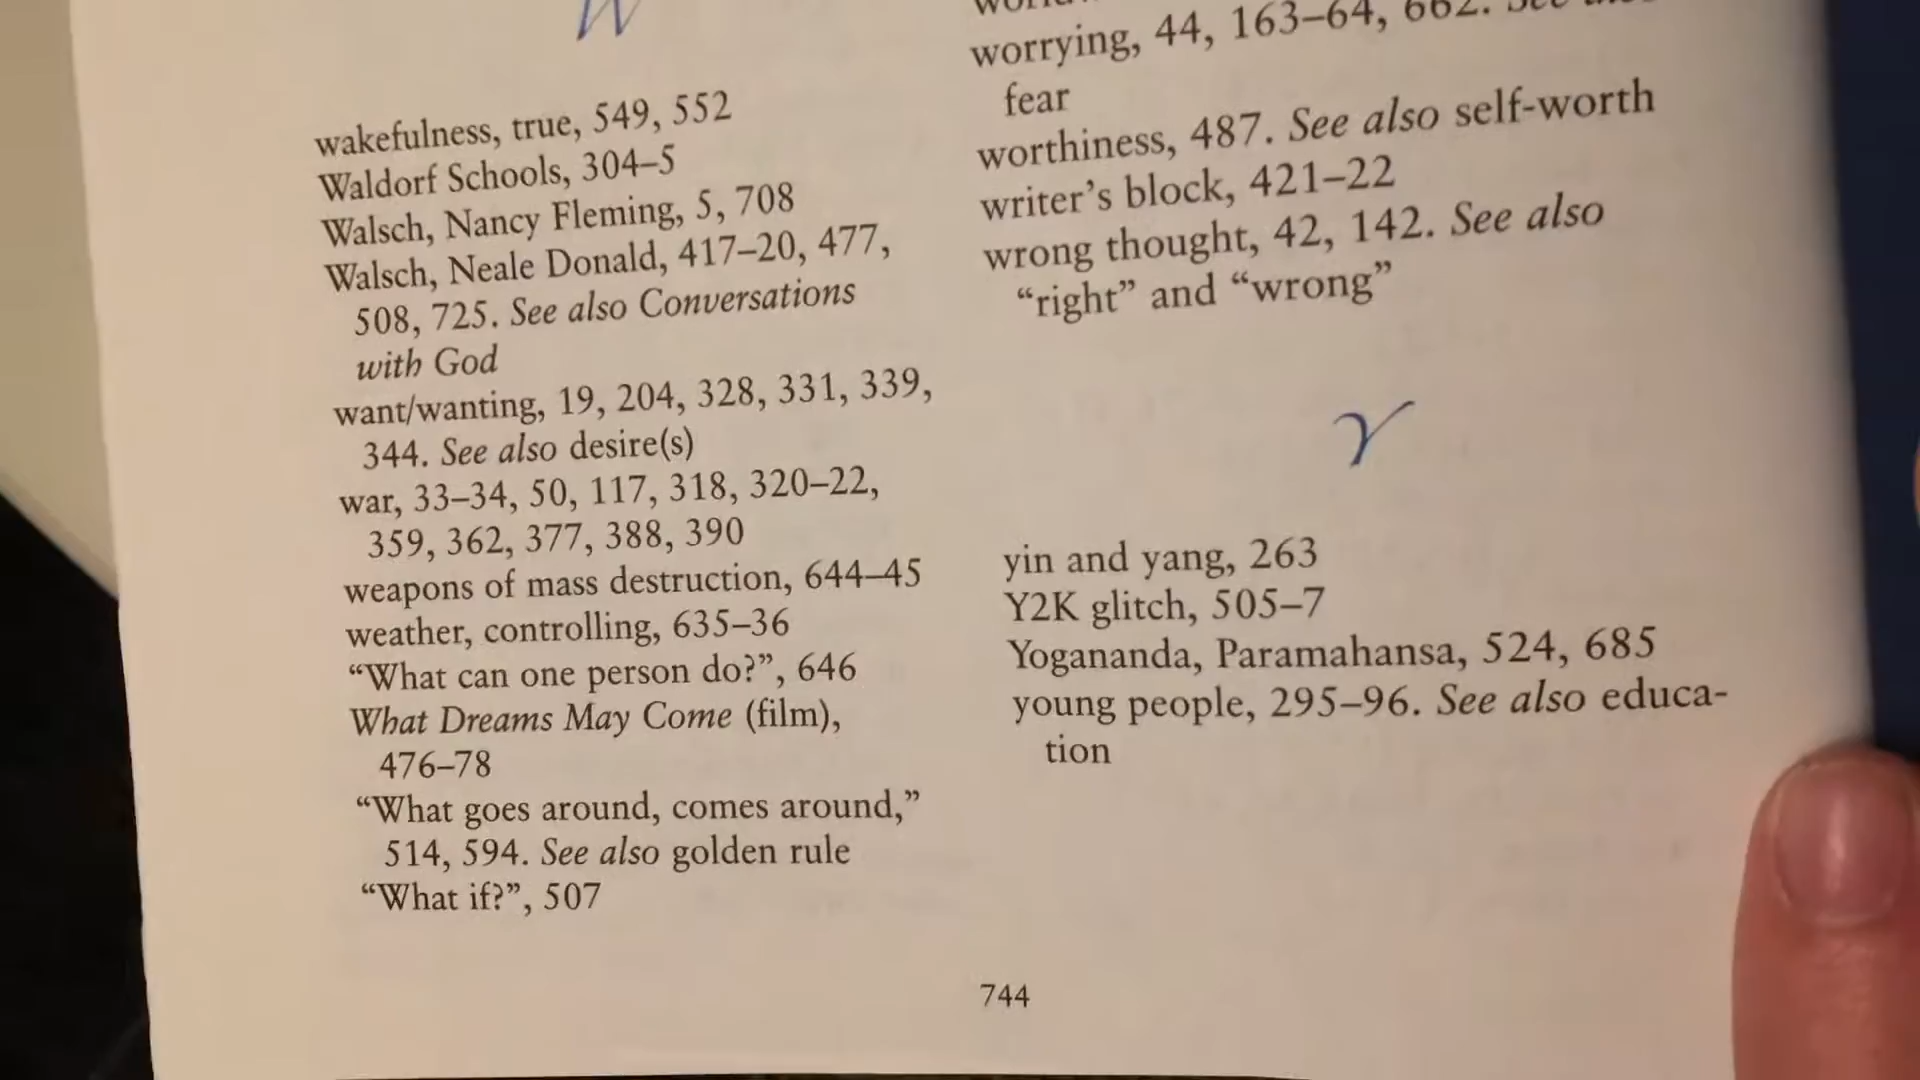 W
wakefulness, true, 549, 552
Waldorf Schools, 304–5
Walsch, Nancy Fleming, 5, 708
Walsch, Neale Donald, 417–20, 477,
508, 725. See also Conversations
with God
want/wanting, 19, 204, 328, 331, 339,
344. See also desire(s)
war, 33–34, 50, 117, 318, 320–22,
359, 362, 377, 388, 390
weapons of mass destruction, 644–45
weather, controlling, 635–36
“What can one person do?”, 646
What Dreams May Come (film),
476–78
“What goes around, comes around,”
514, 594. See also golden rule
“What if?”, 507
worrying, 44, 163–64, 662. See also
fear
worthiness, 487. See also self-worth
writer’s block, 421–22
wrong thought, 42, 142. See also
“right” and “wrong”
Y
yin and yang, 263
Y2K glitch, 505–7
Yogananda, Paramahansa, 524, 685
young people, 295–96. See also educa-
tion
744